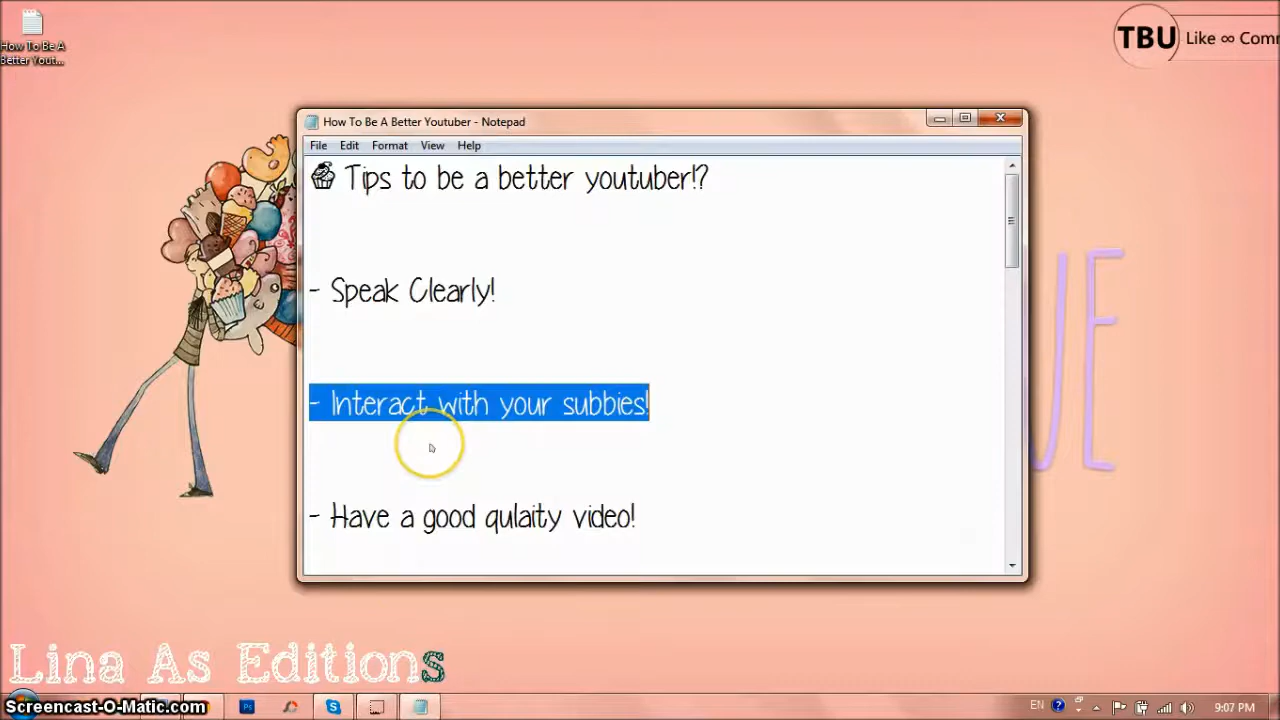 How To Be A
Better Yout...
TBU Like ∞ Comm
How To Be A Better Youtuber - Notepad
File Edit Format View Help
Tips to be a better youtuber!?
- Speak Clearly!
- Interact with your subbies!
- Have a good qulaity video!
UE
Lina As Editions
Screencast-O-Matic.com
Ps
EN
9:07 PM